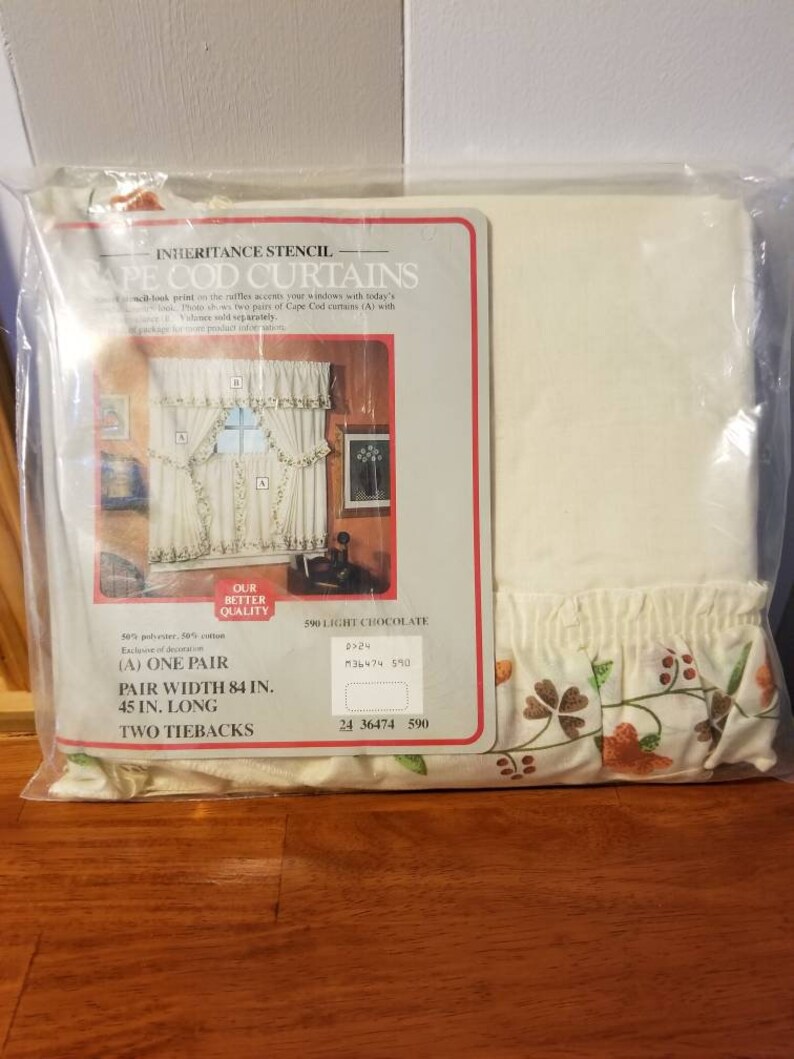 INHERITANCE STENCIL
CAPE COD CURTAINS
stencil-look print on the ruffles accents your windows with today's
look. Photo shows two pairs of Cape Cod curtains (A) with
Valance sold separately.
of package for more product information.
B
A
A
OUR
BETTER
QUALITY
590 LIGHT CHOCOLATE
50% polyester, 50% cotton
Exclusive of decoration
(A) ONE PAIR
PAIR WIDTH 84 IN.
45 IN. LONG
TWO TIEBACKS
D>24
M36474 590
24 36474 590